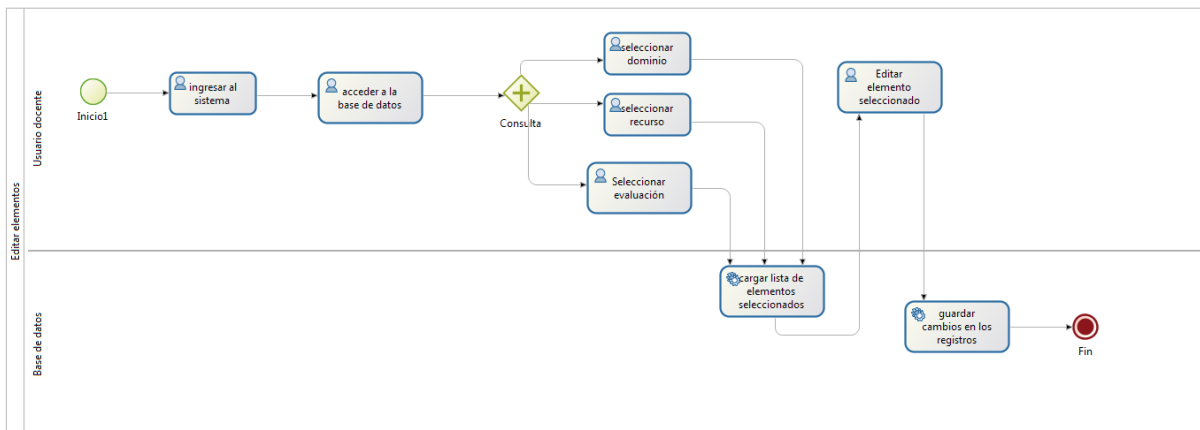 Editar elementos
Usuario docente
Inicio1
ingresar al
sistema
acceder a la
base de datos
Consulta
seleccionar
dominio
seleccionar
recurso
Seleccionar
evaluación
Editar
elemento
seleccionado
Base de datos
cargar lista de
elementos
seleccionados
guardar
cambios en los
registros
Fin